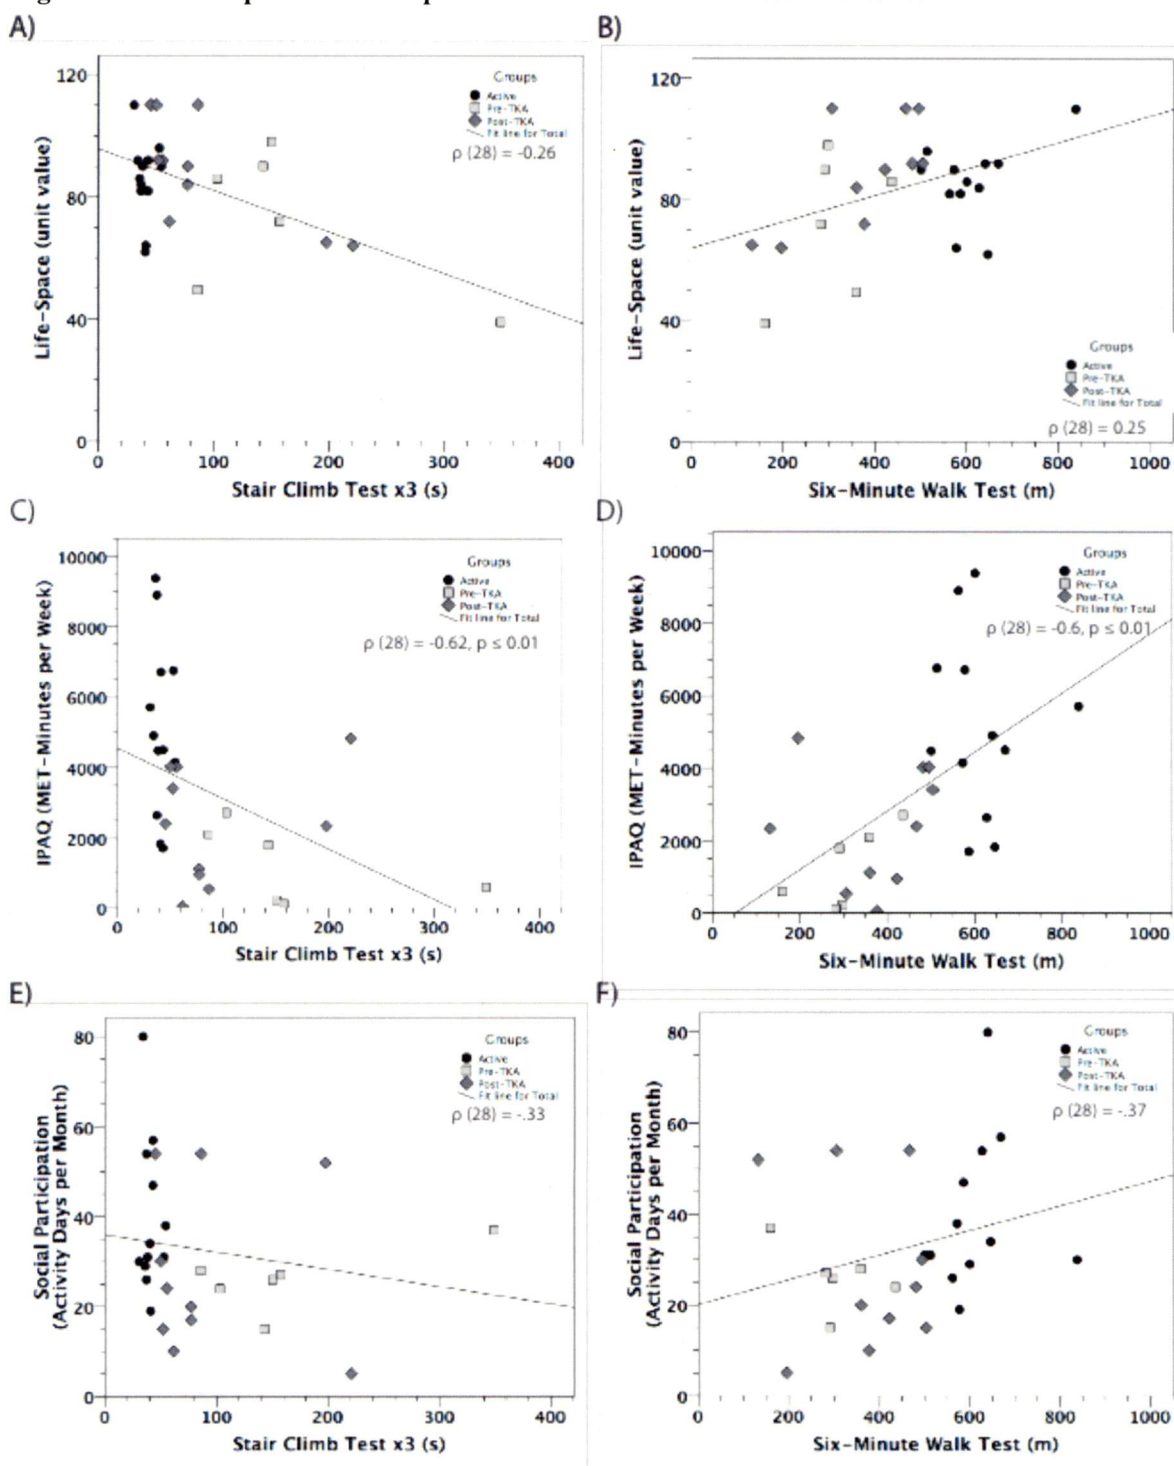 A)
120
80
40
0
0
100
200
300
400
Life-Space (unit value)
Stair Climb Test x3 (s)
Groups
Active
Pre-TKA
Post-TKA
Fit line for Total
ρ (28) = -0.26
B)
120
80
40
0
0
200
400
600
800
1000
Life-Space (unit value)
Six-Minute Walk Test (m)
Groups
Active
Pre-TKA
Post-TKA
Fit line for Total
ρ (28) = 0.25
C)
10000
8000
6000
4000
2000
0
0
100
200
300
400
IPAQ (MET-Minutes per Week)
Stair Climb Test x3 (s)
Groups
Active
Pre-TKA
Post-TKA
Fit line for Total
ρ (28) = -0.62, p ≤ 0.01
D)
10000
8000
6000
4000
2000
0
0
200
400
600
800
1000
IPAQ (MET-Minutes per Week)
Six-Minute Walk Test (m)
Groups
Active
Pre-TKA
Post-TKA
Fit line for Total
ρ (28) = -0.6, p ≤ 0.01
E)
80
60
40
20
0
0
100
200
300
400
Social Participation
(Activity Days per Month)
Stair Climb Test x3 (s)
Groups
Active
Pre-TKA
Post-TKA
Fit line for Total
ρ (28) = -.33
F)
80
60
40
20
0
0
200
400
600
800
1000
Social Participation
(Activity Days per Month)
Six-Minute Walk Test (m)
Groups
Active
Pre-TKA
Post-TKA
Fit line for Total
ρ (28) = -.37